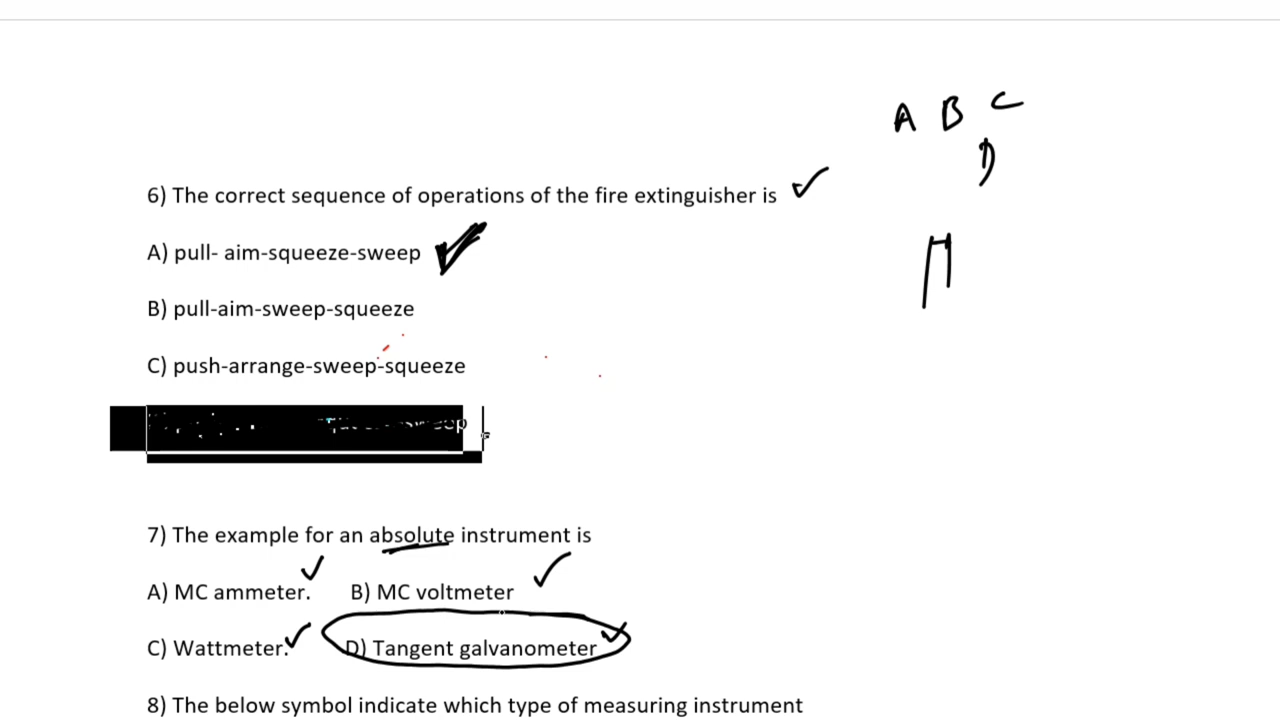 A B C
D
6) The correct sequence of operations of the fire extinguisher is
A) pull- aim-squeeze-sweep
B) pull-aim-sweep-squeeze
C) push-arrange-sweep-squeeze
7) The example for an absolute instrument is
A) MC ammeter. B) MC voltmeter
C) Wattmeter. D) Tangent galvanometer
8) The below symbol indicate which type of measuring instrument